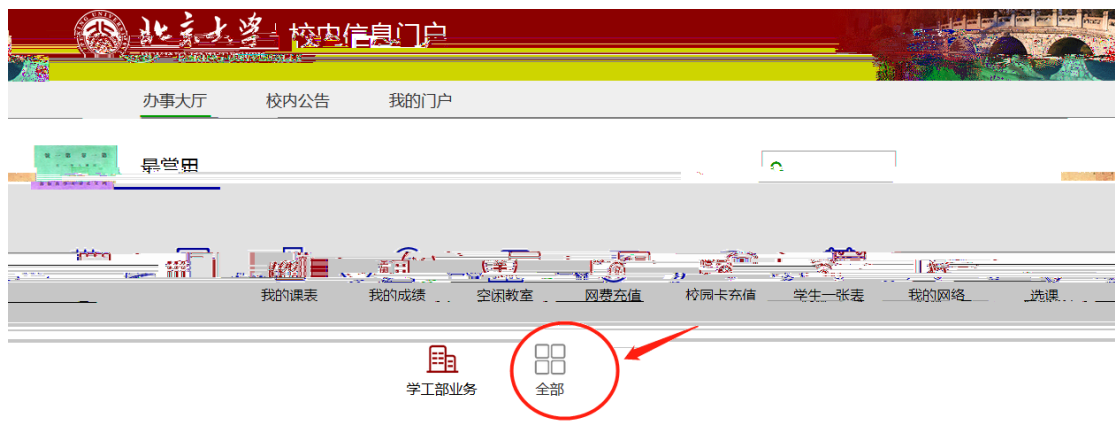 北京大学 校内信息门户
办事大厅 校内公告 我的门户
最常用
我的课表 我的成绩 空闲教室 网费充值 校园卡充值 学生一张表 我的网络 选课
学工部业务 全部